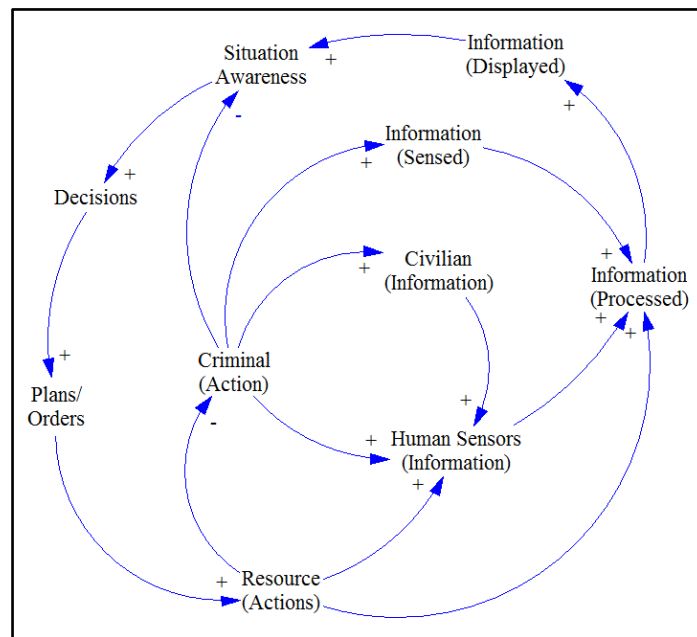 Situation
Awareness
+
-
Information
(Displayed)
+
Information
(Sensed)
+
+
Decisions
Civilian
(Information)
+
+
Information
(Processed)
+
+
+
Plans/
Orders
Criminal
(Action)
-
+
+
Human Sensors
(Information)
+
+
Resource
(Actions)